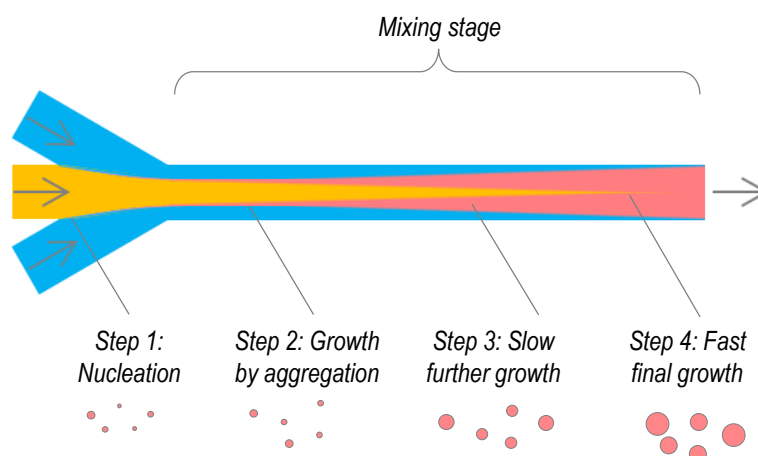 Mixing stage
Step 1:
Nucleation
Step 2: Growth
by aggregation
Step 3: Slow
further growth
Step 4: Fast
final growth